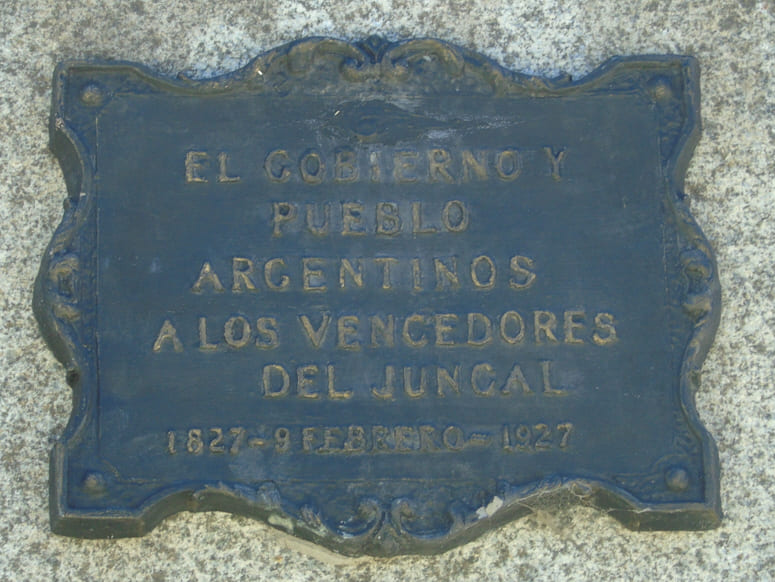 EL GOBIERNO Y
PUEBLO
ARGENTINOS
A LOS VENCEDORES
DEL JUNCAL
1827-9 FEBRERO-1927